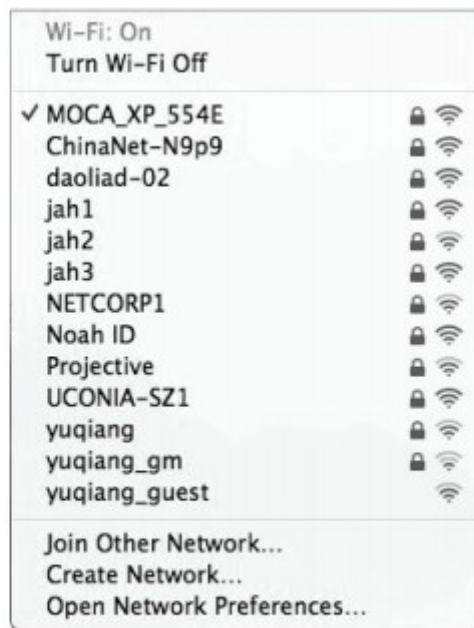 Wi-Fi: On
Turn Wi-Fi Off
✓ MOCA_XP_554E
ChinaNet-N9p9
daoliad-02
jah1
jah2
jah3
NETCORP1
Noah ID
Projective
UCONIA-SZ1
yuqiang
yuqiang_gm
yuqiang_guest
Join Other Network...
Create Network...
Open Network Preferences...